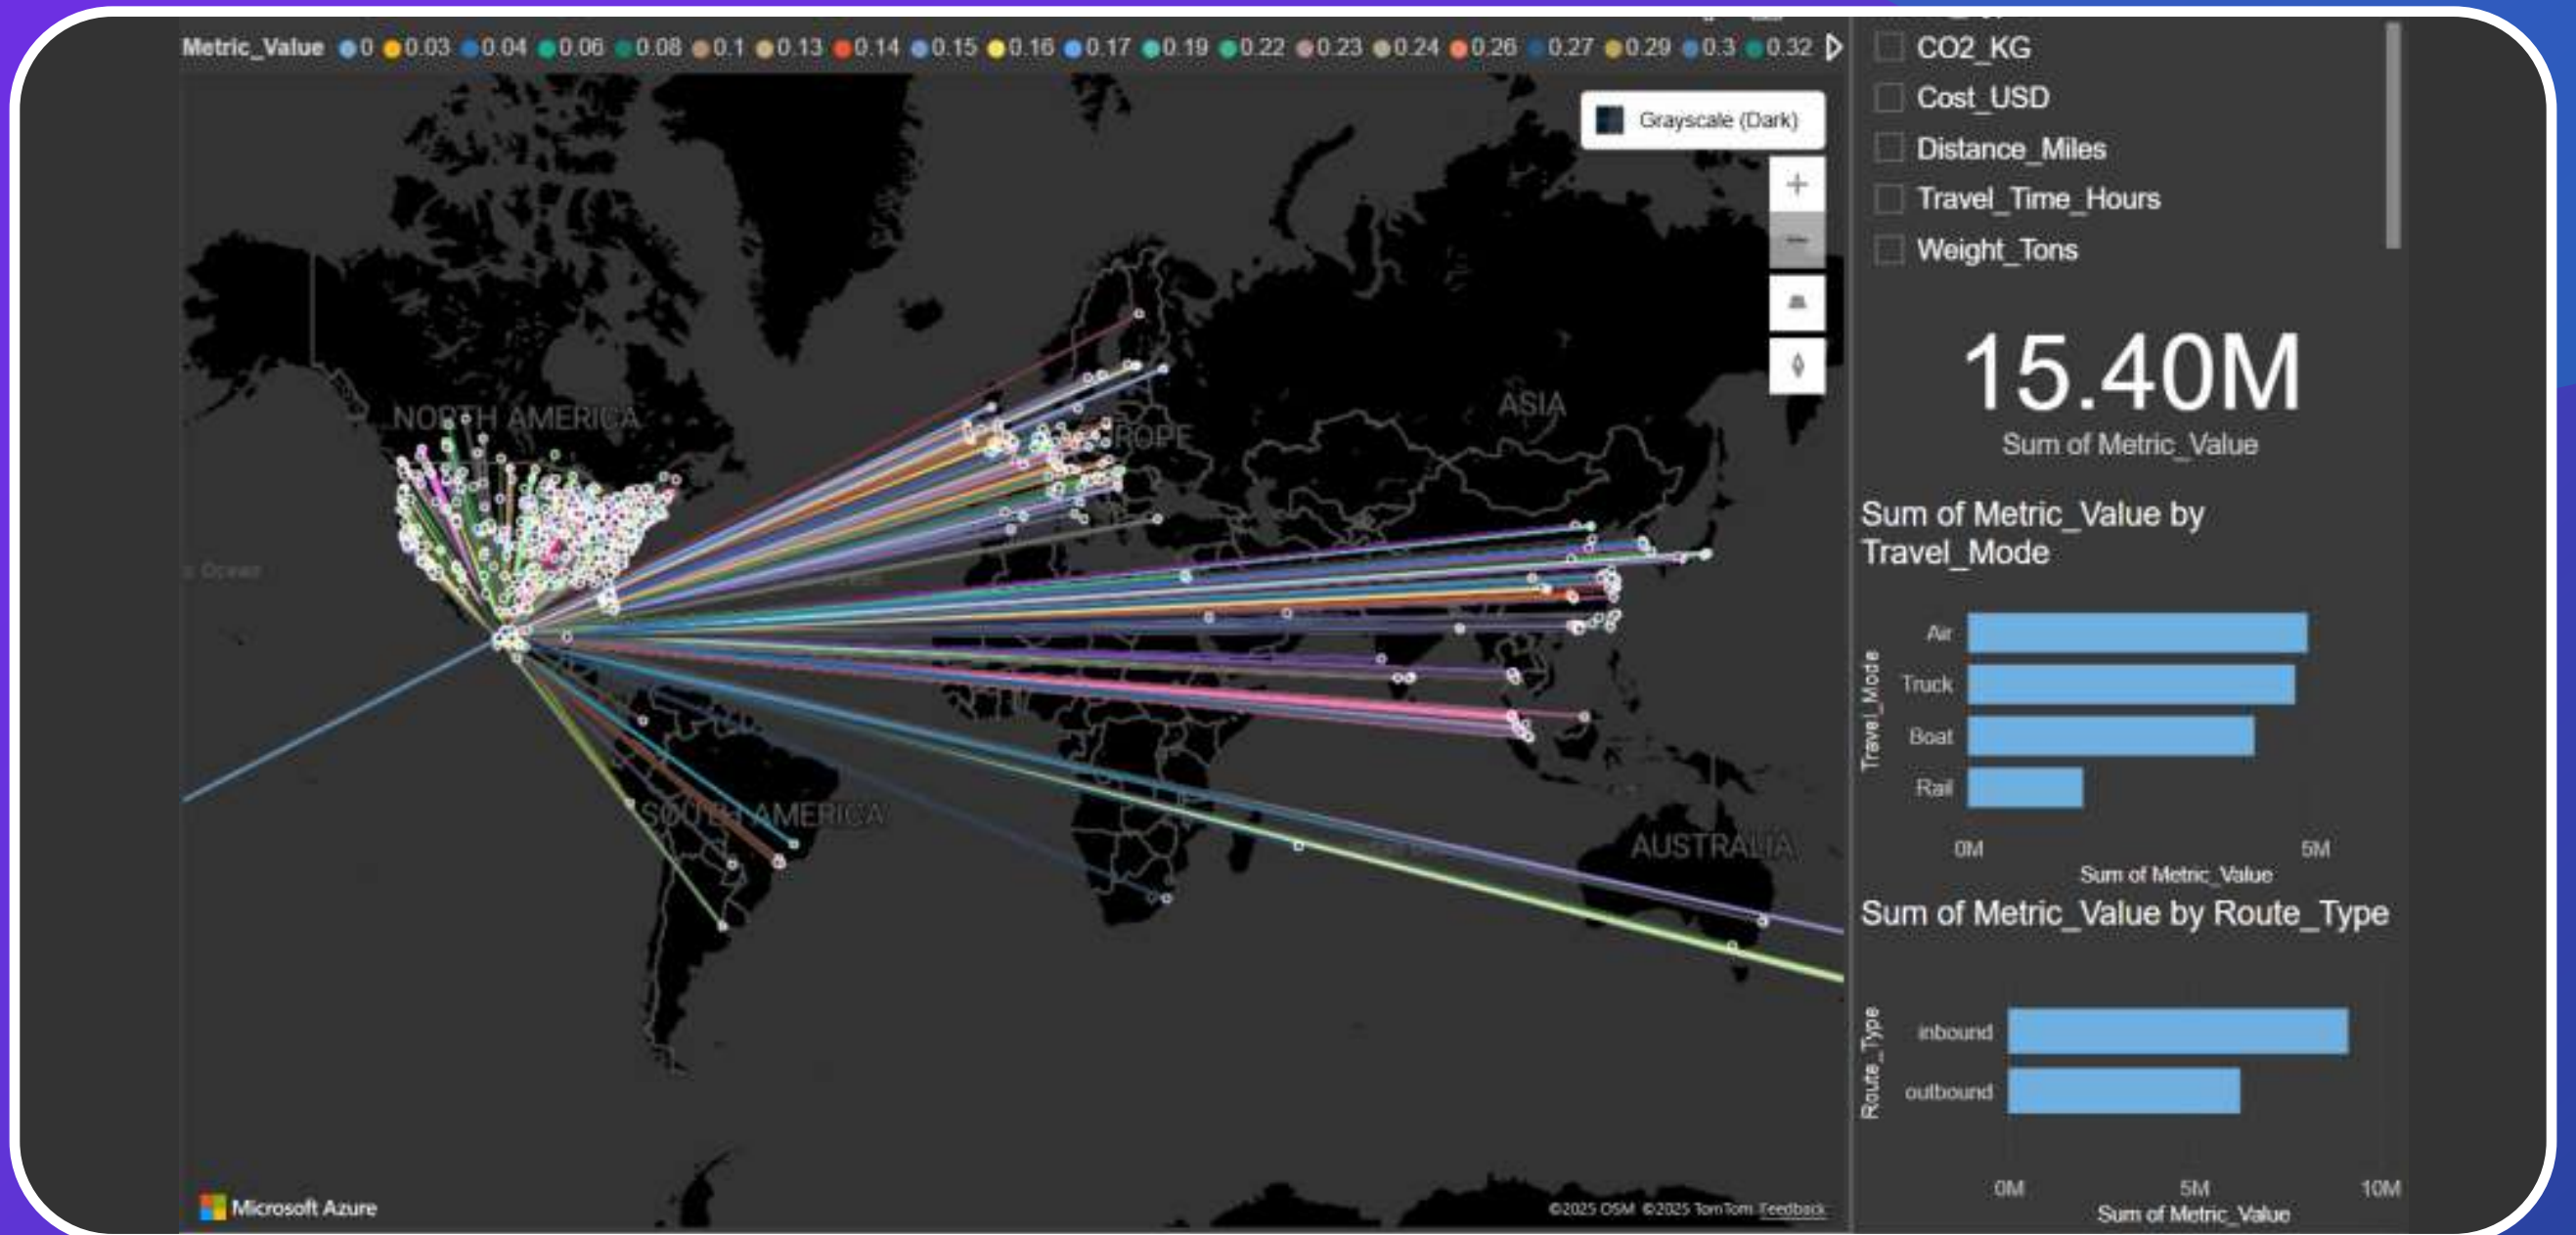 Metric_Value 0 0.03 0.04 0.06 0.08 0.1 0.13 0.14 0.15 0.16 0.17 0.19 0.22 0.23 0.24 0.26 0.27 0.29 0.3 0.32
Grayscale (Dark)
NORTH AMERICA
ASIA
Ocean
SOUTH AMERICA
AUSTRALIA
Microsoft Azure
©2025 OSM ©2025 TomTom Feedback
CO2_KG
Cost_USD
Distance_Miles
Travel_Time_Hours
Weight_Tons
15.40M
Sum of Metric_Value
Sum of Metric_Value by
Travel_Mode
Travel_Mode
Air
Truck
Boat
Rail
0M 5M
Sum of Metric_Value
Sum of Metric_Value by Route_Type
Route_Type
inbound
outbound
0M 5M 10M
Sum of Metric_Value